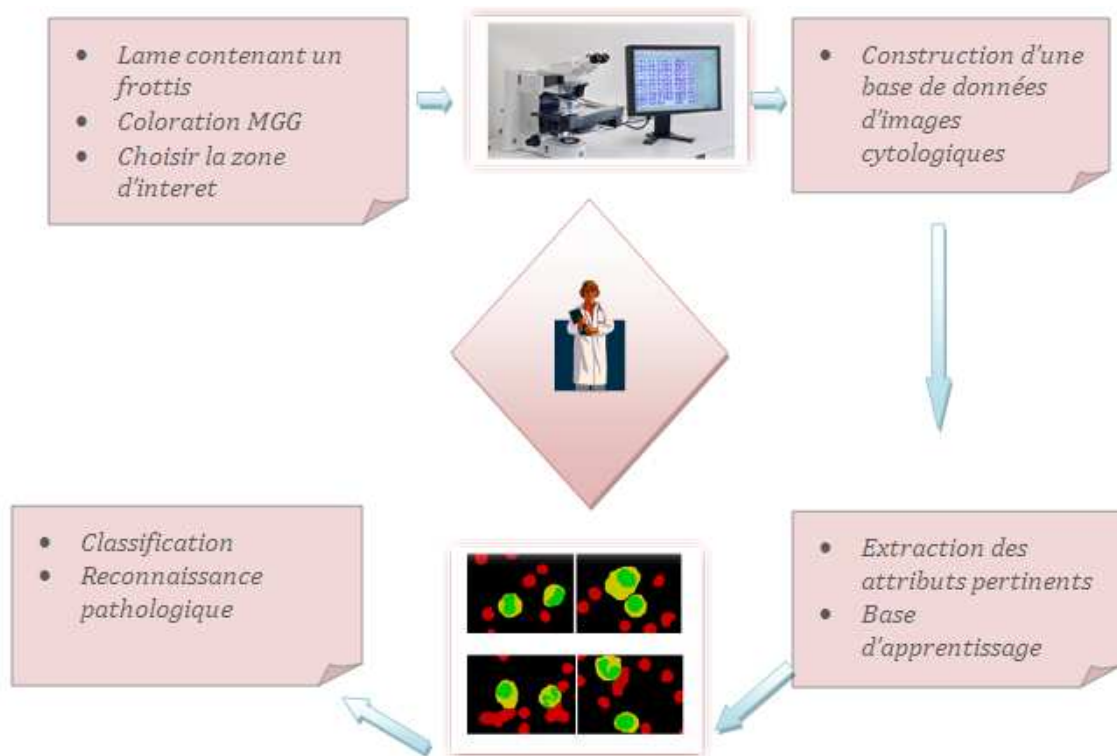 Lame contenant un
frottis
Coloration MGG
Choisir la zone
d'interet
Construction d'une
base de données
d'images
cytologiques
Extraction des
attributs pertinents
Base
d'apprentissage
Classification
Reconnaissance
pathologique